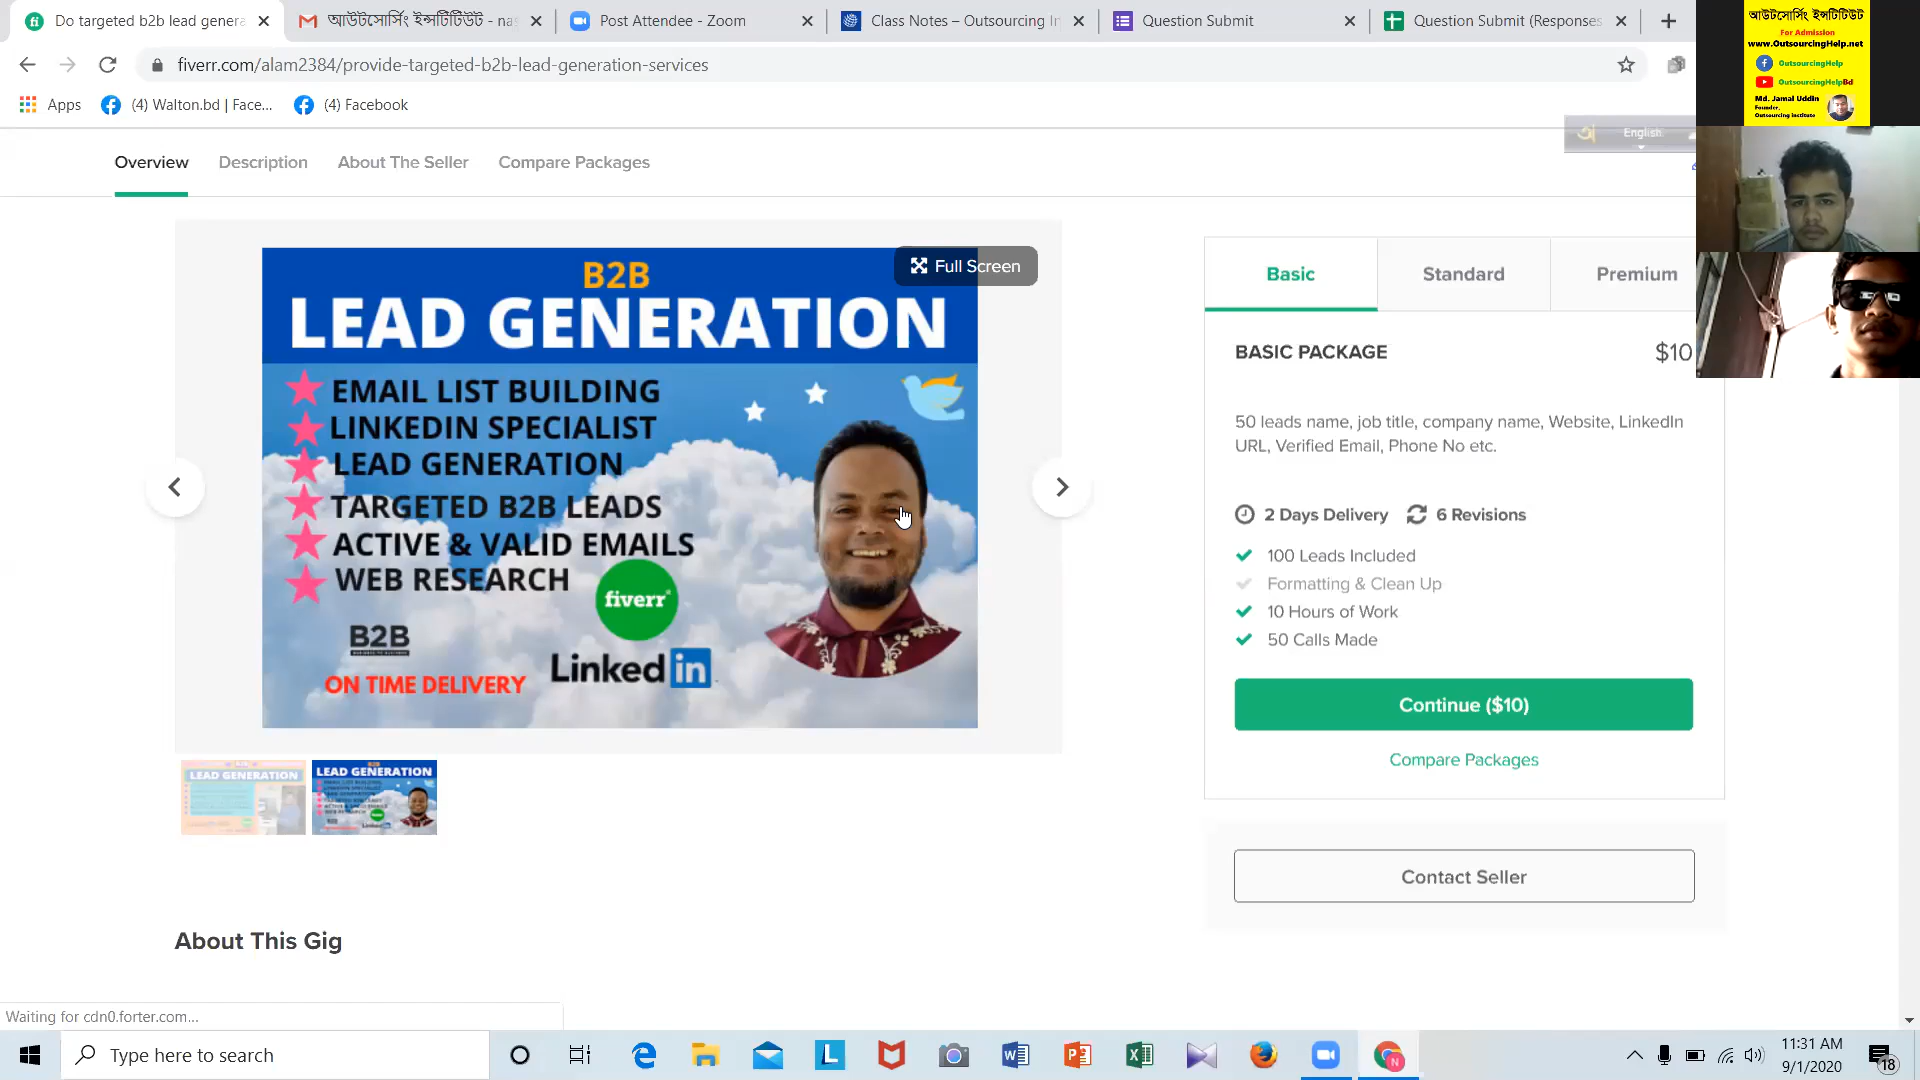 Do targeted b2b lead genera
আউটসোর্সিং ইন্সটিটিউট - nas
Post Attendee - Zoom
Class Notes – Outsourcing In
Question Submit
Question Submit (Responses
fiverr.com/alam2384/provide-targeted-b2b-lead-generation-services
Apps
(4) Walton.bd | Face...
(4) Facebook
আউটসোর্সিং ইন্সটিটিউট
For Admission
www.OutsourcingHelp.net
OutsourcingHelp
OutsourcingHelpBd
Md. Jamal Uddin
Founder,
Outsourcing Institute
English
Overview
Description
About The Seller
Compare Packages
Full Screen
B2B
LEAD GENERATION
EMAIL LIST BUILDING
LINKEDIN SPECIALIST
LEAD GENERATION
TARGETED B2B LEADS
ACTIVE & VALID EMAILS
WEB RESEARCH
fiverr
B2B
LinkedIn
ON TIME DELIVERY
Basic
Standard
Premium
BASIC PACKAGE
$10
50 leads name, job title, company name, Website, LinkedIn
URL, Verified Email, Phone No etc.
2 Days Delivery
6 Revisions
100 Leads Included
Formatting & Clean Up
10 Hours of Work
50 Calls Made
Continue ($10)
Compare Packages
Contact Seller
LEAD GENERATION
B2B
LEAD GENERATION
LinkedIn
About This Gig
Waiting for cdn0.forter.com...
Type here to search
11:31 AM
9/1/2020
18